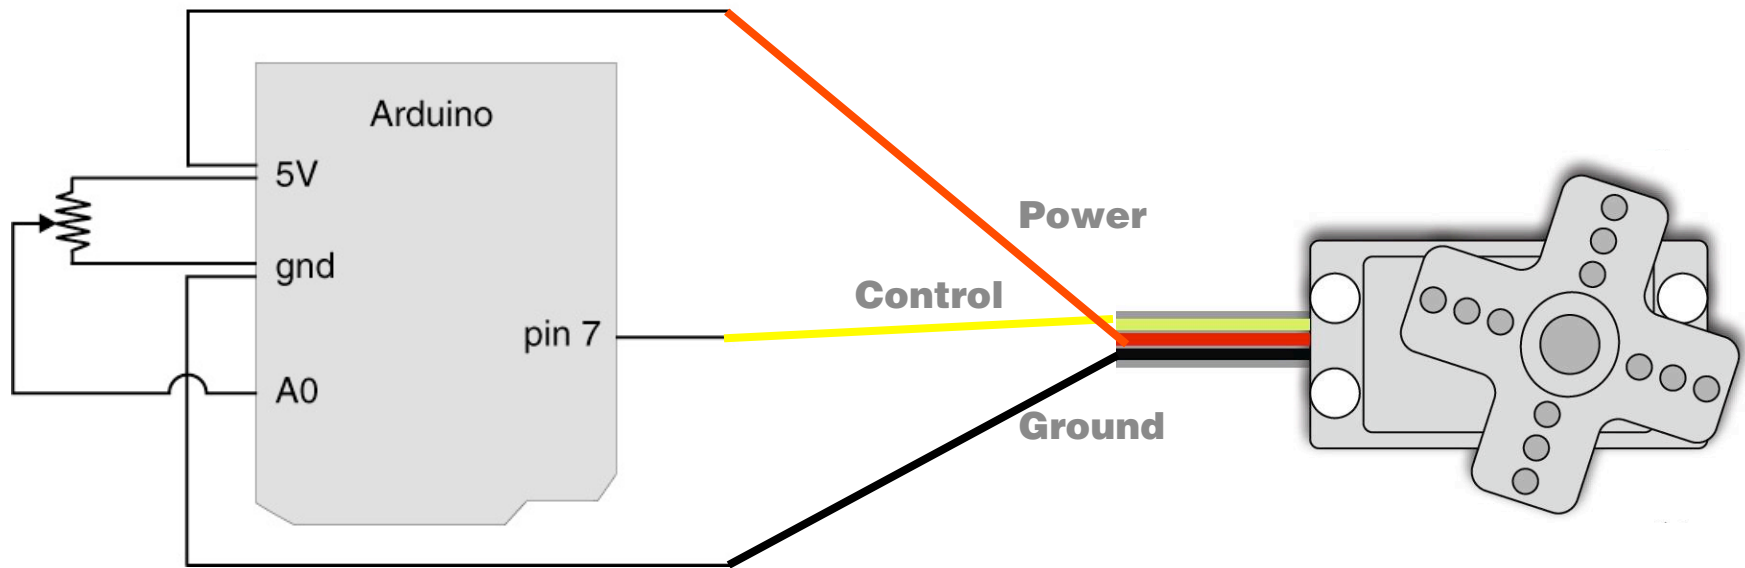 Arduino
5V
Power
gnd
Control
pin 7
A0
Ground